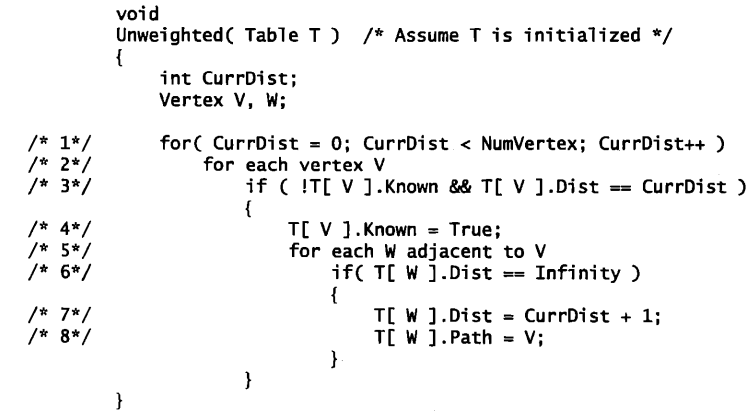 void
Unweighted( Table T )  /* Assume T is initialized */
{
    int CurrDist;
    Vertex V, W;
/* 1*/    for( CurrDist = 0; CurrDist < NumVertex; CurrDist++ )
/* 2*/        for each vertex V
/* 3*/            if ( !T[ V ].Known && T[ V ].Dist == CurrDist )
                  {
/* 4*/                T[ V ].Known = True;
/* 5*/                for each W adjacent to V
/* 6*/                    if( T[ W ].Dist == Infinity )
                          {
/* 7*/                        T[ W ].Dist = CurrDist + 1;
/* 8*/                        T[ W ].Path = V;
                          }
                  }
}